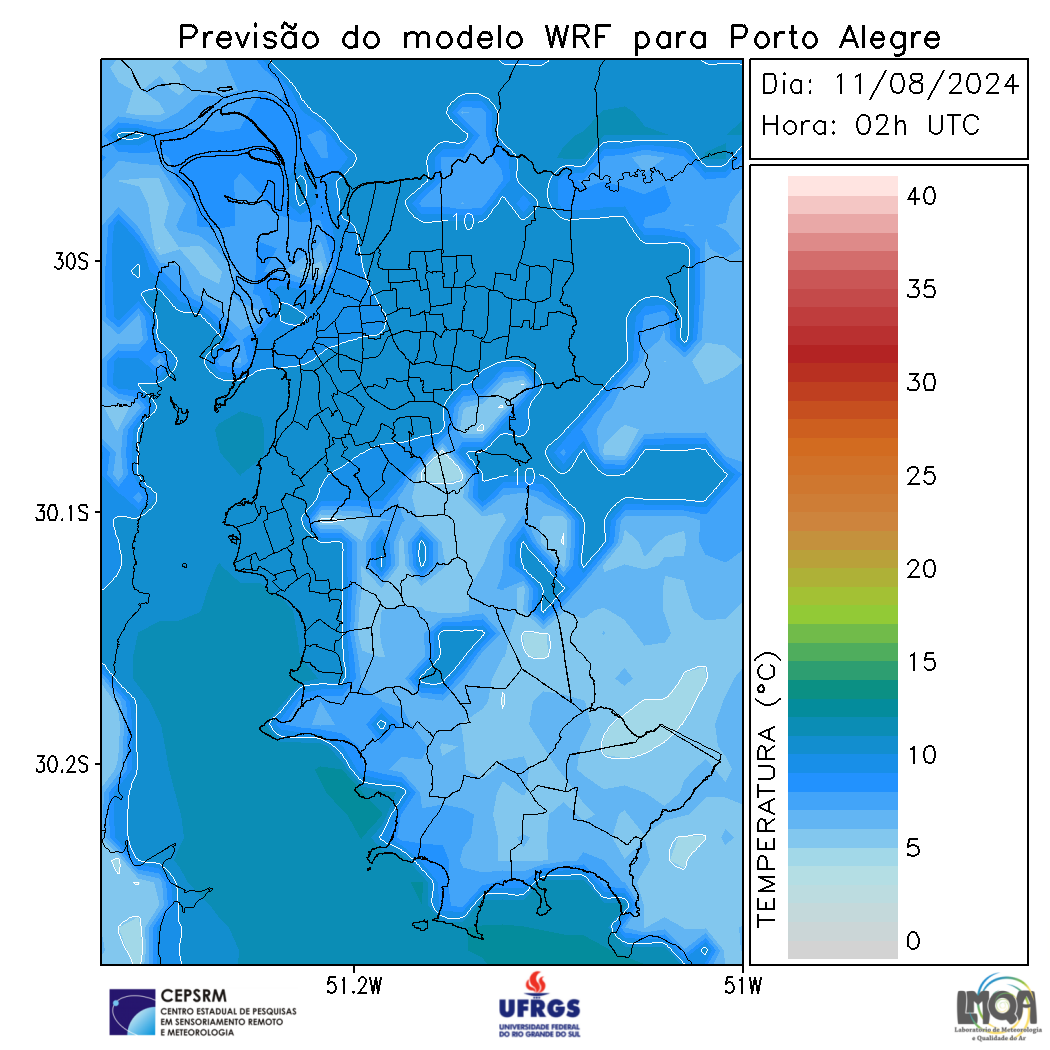 Previsão do modelo WRF para Porto Alegre
Dia: 11/08/2024
Hora: 02h UTC
30S
30.1S
30.2S
51.2W
51W
10
10
TEMPERATURA (°C)
40
35
30
25
20
15
10
5
0
CEPSRM
CENTRO ESTADUAL DE PESQUISAS
EM SENSORIAMENTO REMOTO
E METEOROLOGIA
UFRGS
UNIVERSIDADE FEDERAL
DO RIO GRANDE DO SUL
LMQA
Laboratório de Meteorologia
e Qualidade do Ar